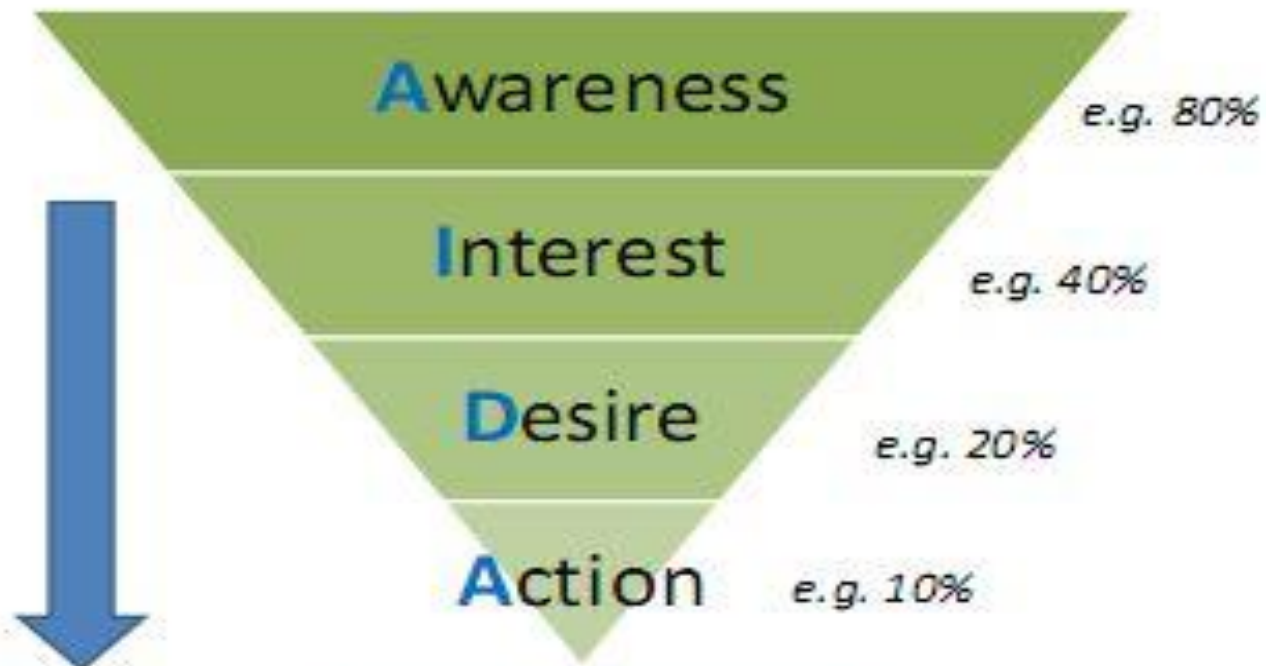 Awareness
e.g. 80%
Interest
e.g. 40%
Desire
e.g. 20%
Action
e.g. 10%